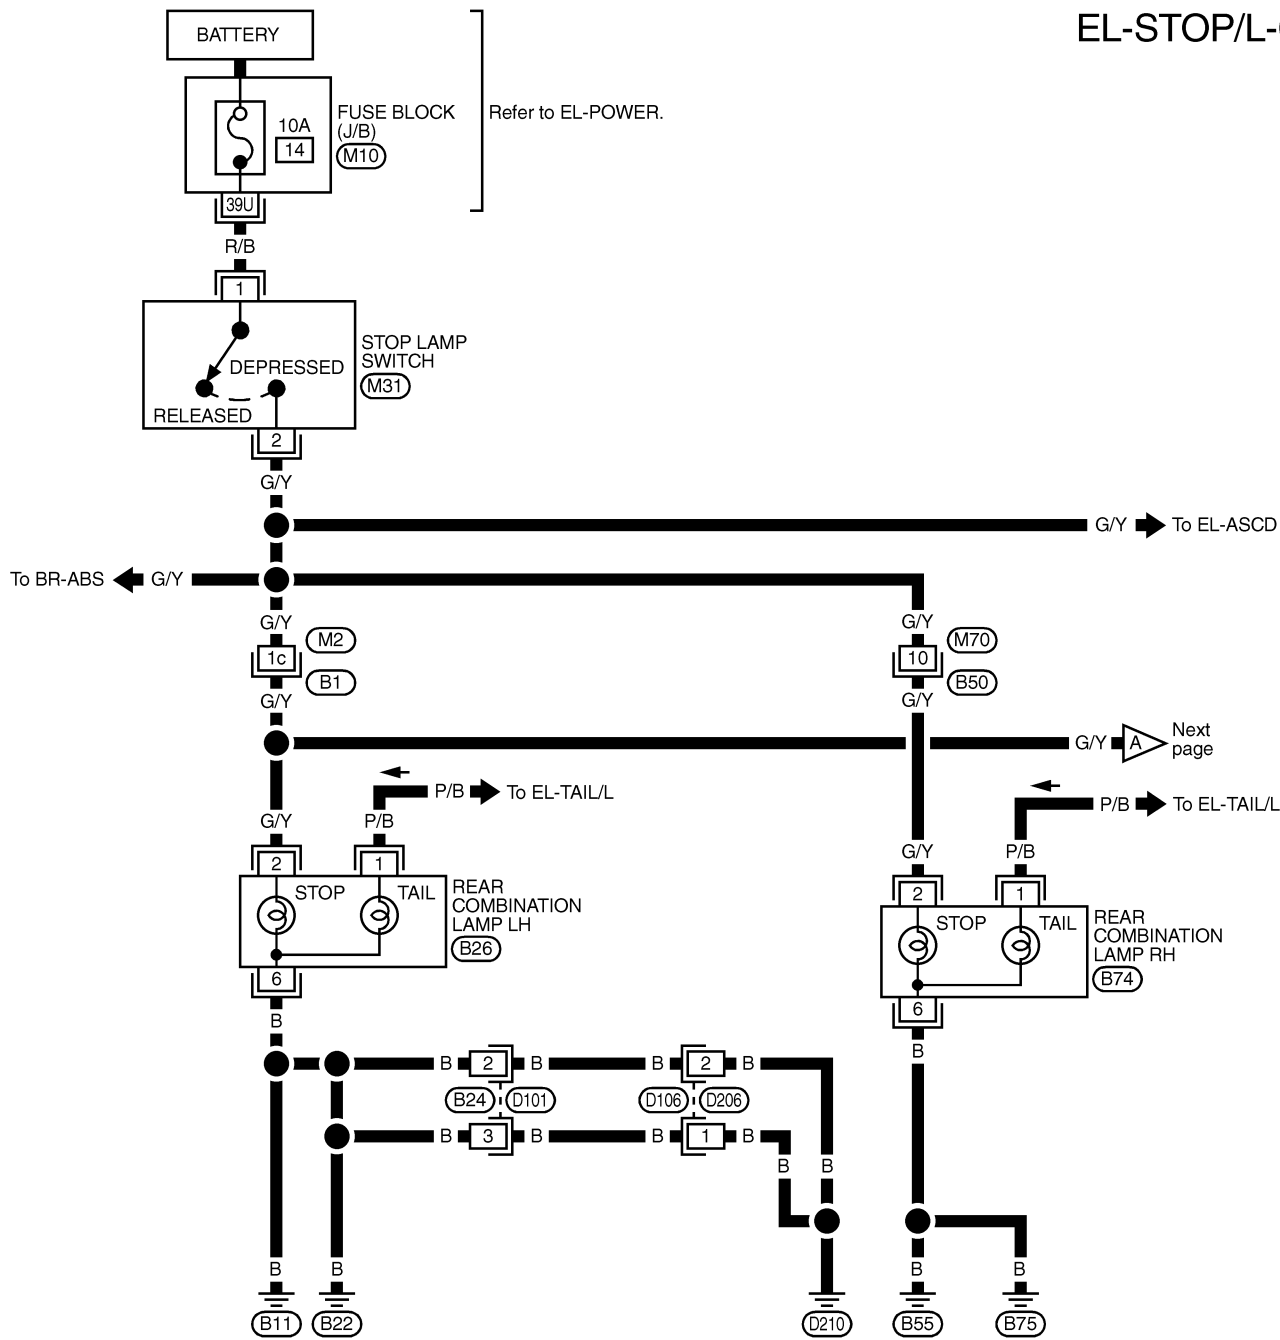 EL-STOP/L-
BATTERY
10A
14
FUSE BLOCK
(J/B)
M10
Refer to EL-POWER.
39U
R/B
1
STOP LAMP
SWITCH
M31
DEPRESSED
RELEASED
2
G/Y
G/Y
To EL-ASCD
To BR-ABS
G/Y
G/Y
G/Y
M2
M70
1c
10
B1
B50
G/Y
G/Y
G/Y
A
Next
page
P/B
To EL-TAIL/L
P/B
To EL-TAIL/L
G/Y
P/B
G/Y
P/B
2
1
STOP
TAIL
REAR
COMBINATION
LAMP LH
B26
2
1
STOP
TAIL
REAR
COMBINATION
LAMP RH
B74
6
6
B
B
B
2
B
B
2
B
B24
D101
D106
D206
B
3
B
B
1
B
B
B
B
B
B
B
B11
B22
D210
B55
B75